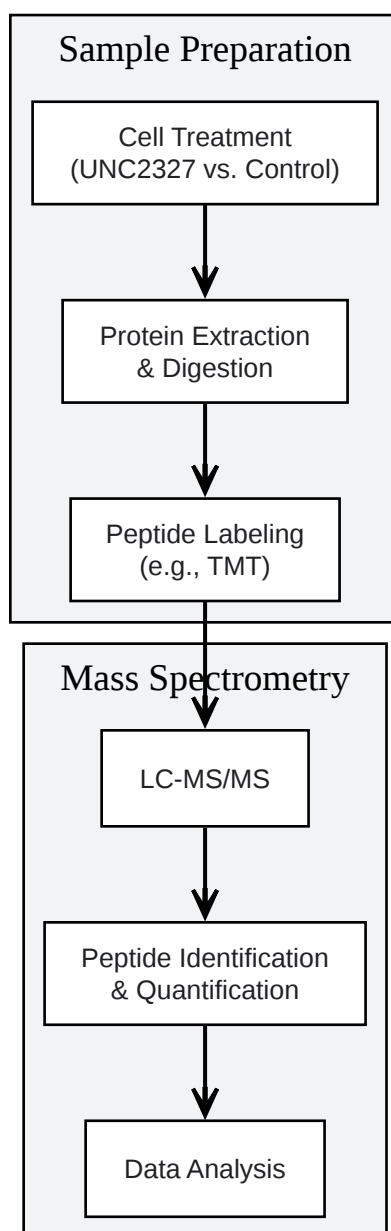 Sample Preparation
Cell Treatment
(UNC2327 vs. Control)
Protein Extraction
& Digestion
Peptide Labeling
(e.g., TMT)
Mass Spectrometry
LC-MS/MS
Peptide Identification
& Quantification
Data Analysis